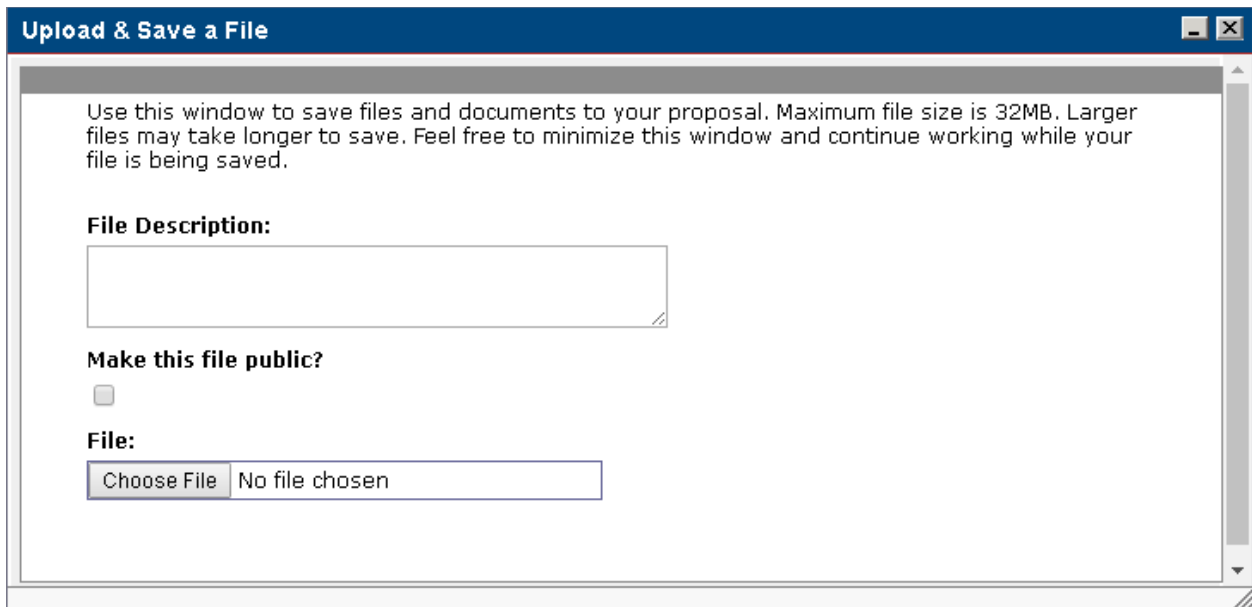 Upload & Save a File
Use this window to save files and documents to your proposal. Maximum file size is 32MB. Larger
files may take longer to save. Feel free to minimize this window and continue working while your
file is being saved.
File Description:
Make this file public?
File:
Choose File No file chosen